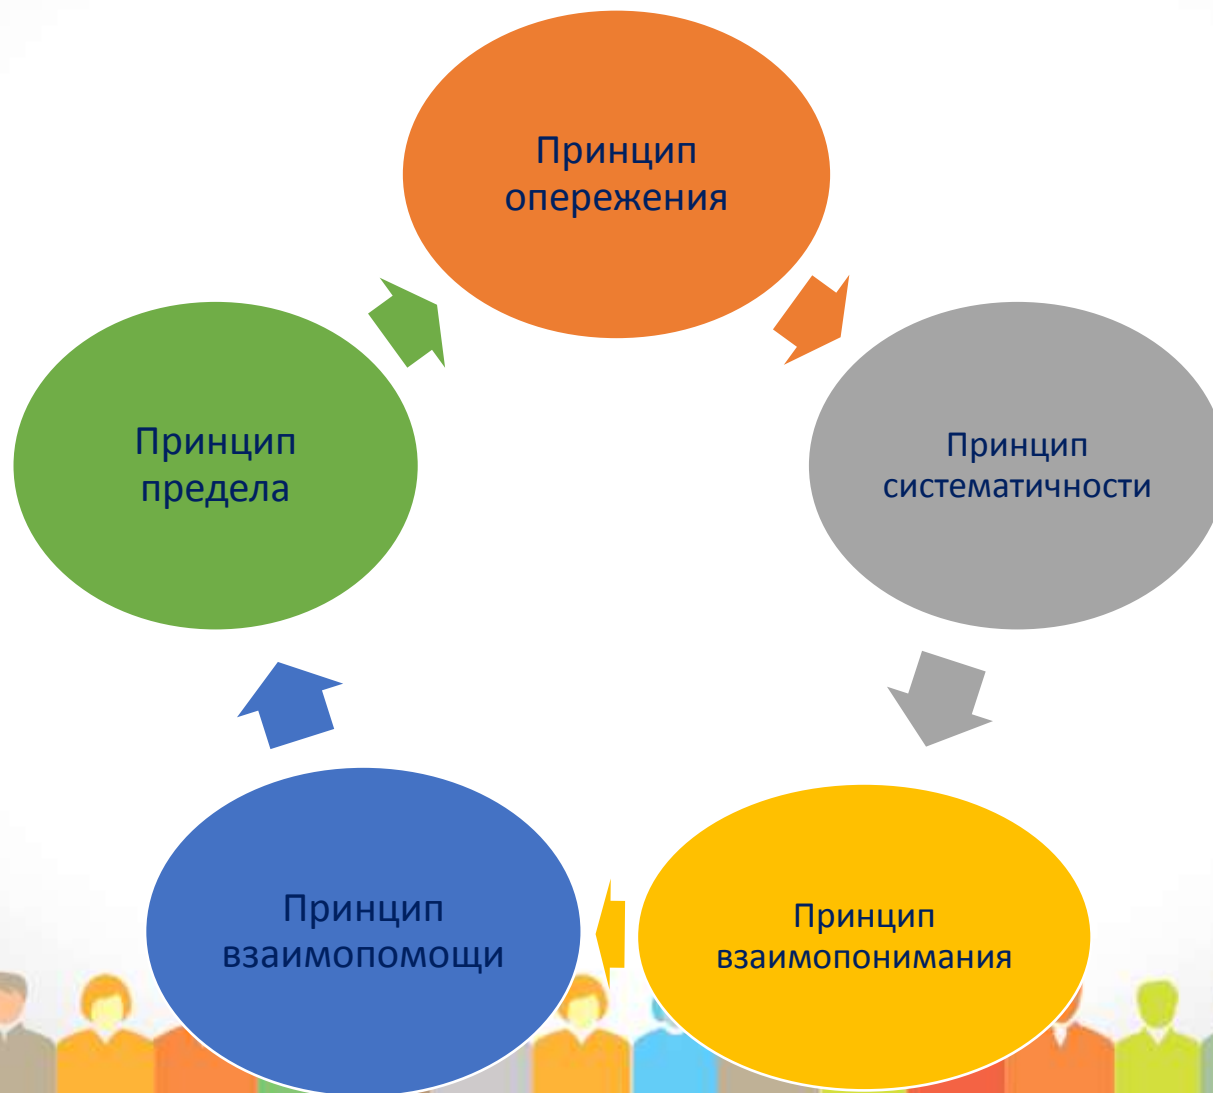 Принцип
опережения
Принцип
систематичности
Принцип
взаимопонимания
Принцип
взаимопомощи
Принцип
предела